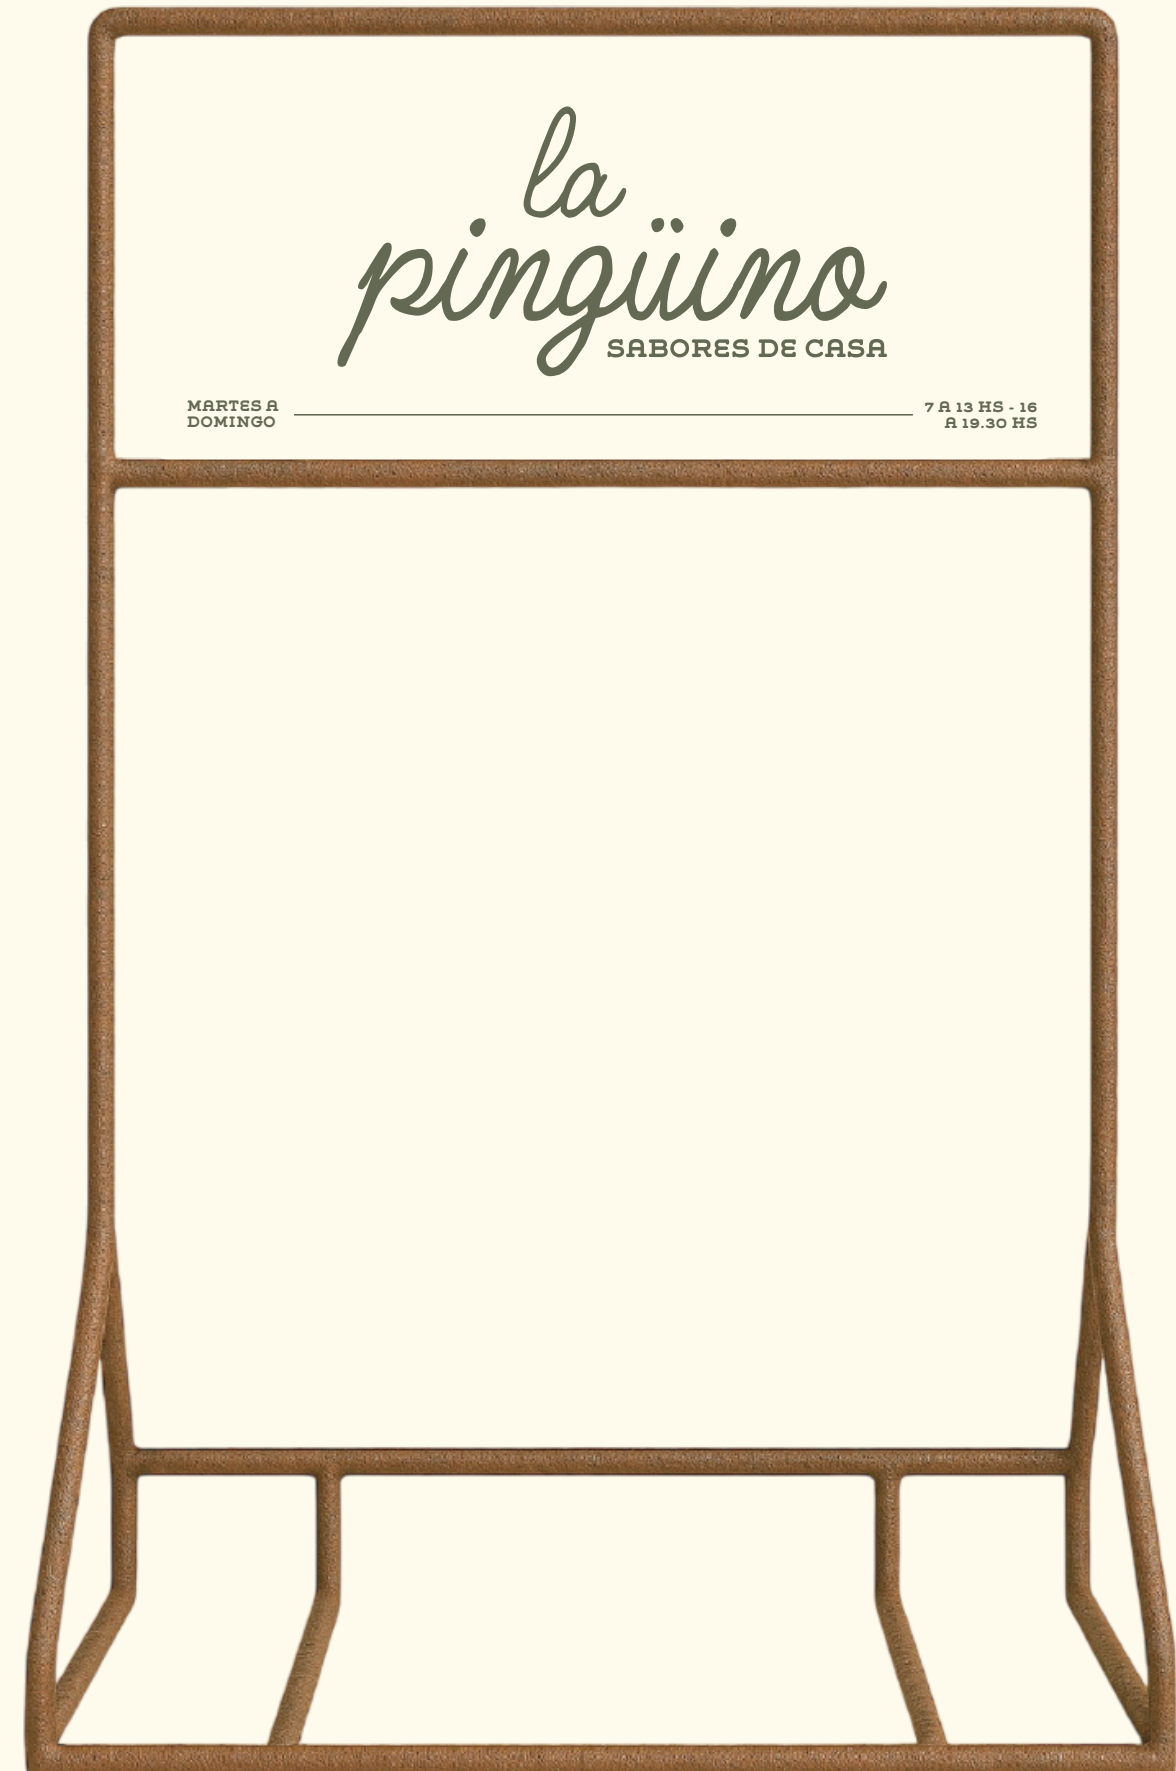 la
pingüino
SABORES DE CASA
MARTES A
DOMINGO
7 A 13 HS - 16
A 19.30 HS